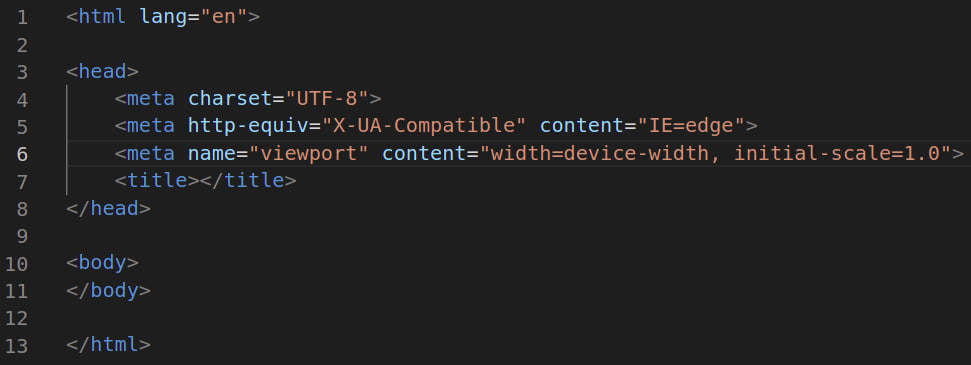 1 <html lang="en">
2
3 <head>
4     <meta charset="UTF-8">
5     <meta http-equiv="X-UA-Compatible" content="IE=edge">
6     <meta name="viewport" content="width=device-width, initial-scale=1.0">
7     <title></title>
8 </head>
9
10 <body>
11 </body>
12
13 </html>